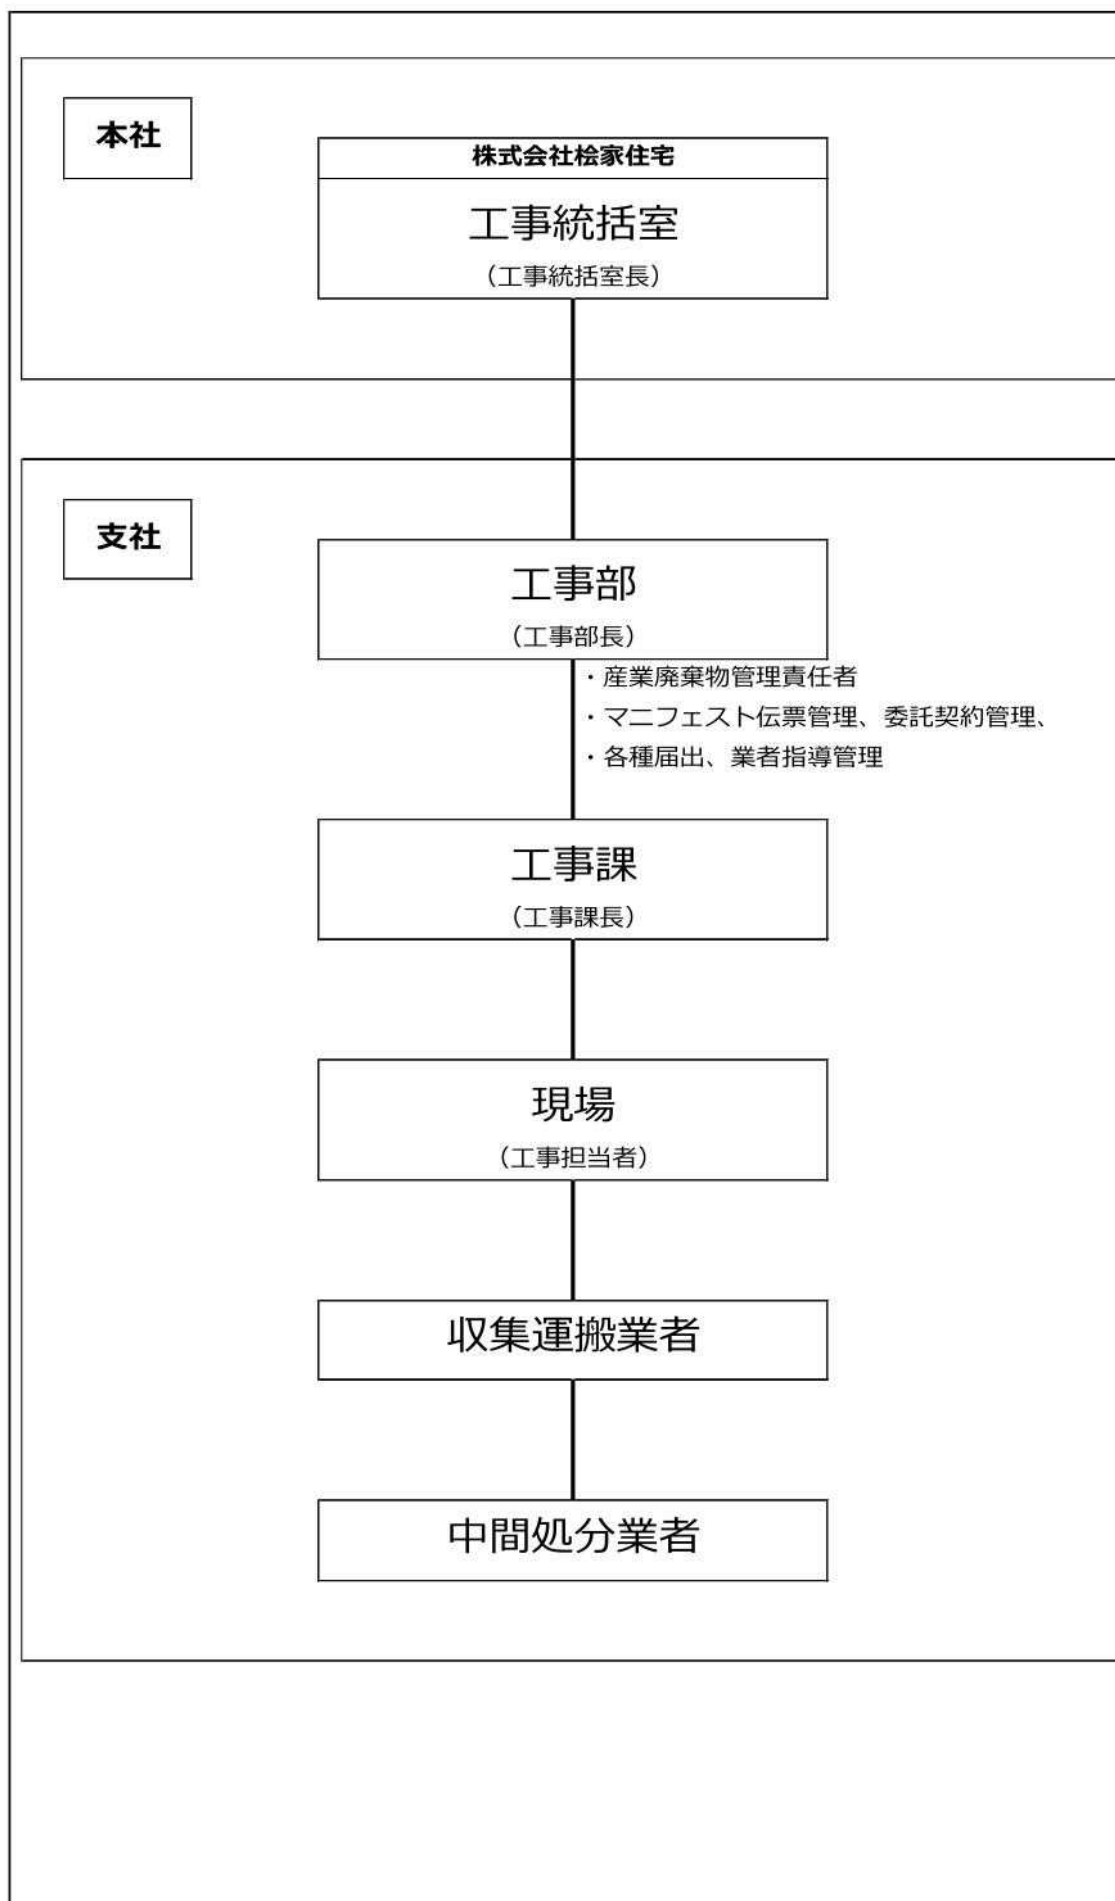 本社
株式会社桧家住宅
工事統括室
（工事統括室長）
支社
工事部
（工事部長）
・産業廃棄物管理責任者
・マニフェスト伝票管理、委託契約管理、
・各種届出、業者指導管理
工事課
（工事課長）
現場
（工事担当者）
収集運搬業者
中間処分業者